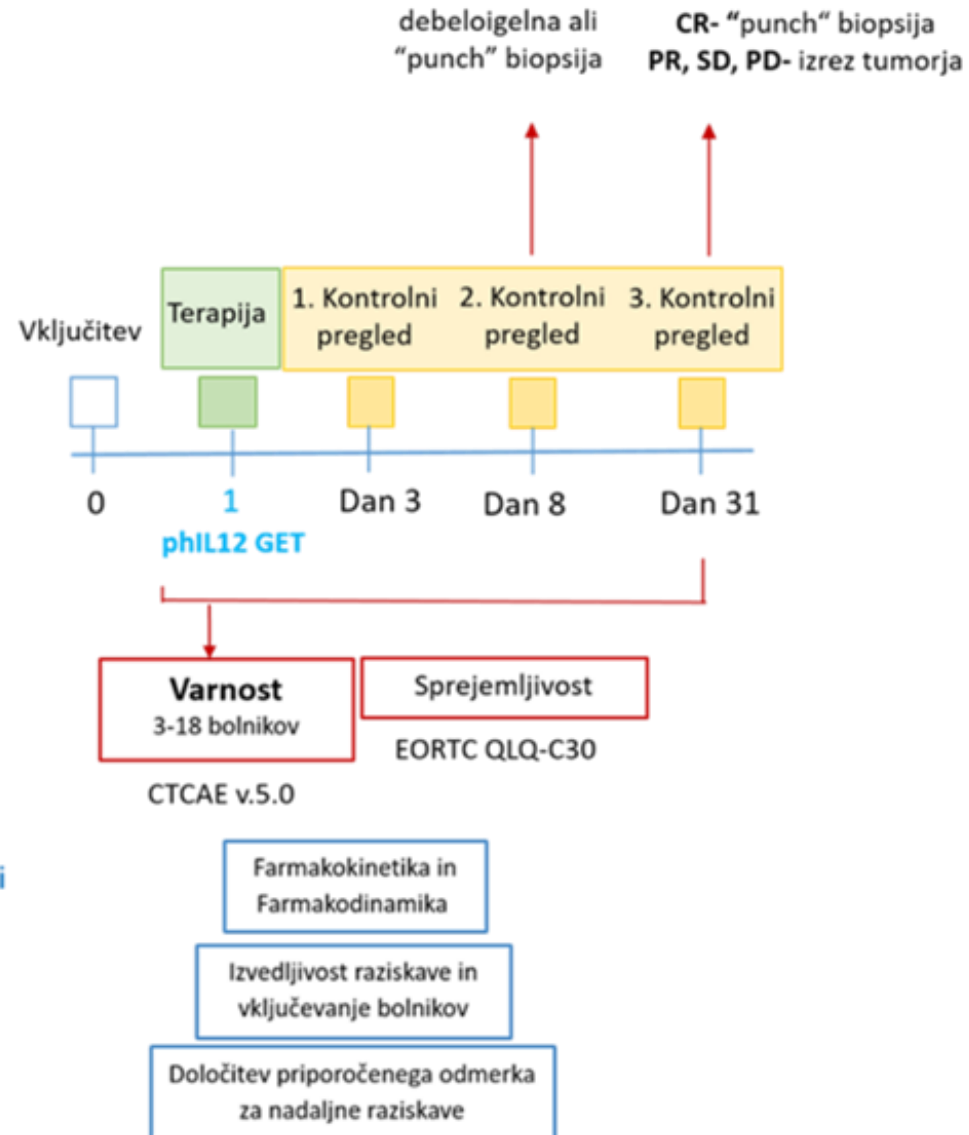 debeloigelna ali
“punch” biopsija
CR- “punch“ biopsija
PR, SD, PD- izrez tumorja
Vključitev
Terapija
1. Kontrolni
pregled
2. Kontrolni
pregled
3. Kontrolni
pregled
0
1
Dan 3
Dan 8
Dan 31
phIL12 GET
Varnost
3-18 bolnikov
Sprejemljivost
EORTC QLQ-C30
CTCAE v.5.0
i
Farmakokinetika in
Farmakodinamika
Izvedljivost raziskave in
vključevanje bolnikov
Določitev priporočenega odmerka
za nadaljne raziskave